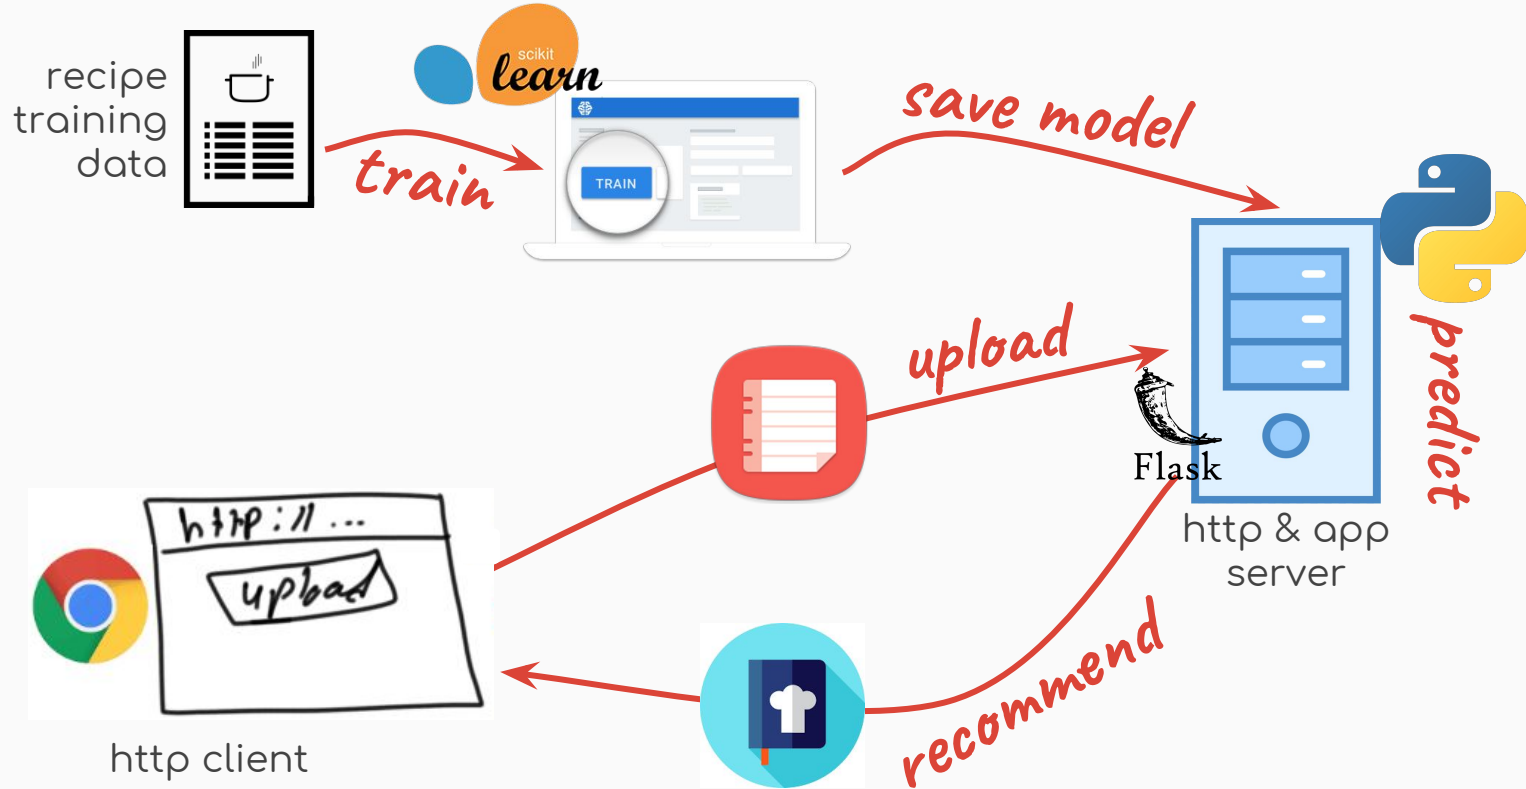 recipe
training
data
scikit
learn
train
TRAIN
save model
upload
predict
Flask
http & app
server
http://...
upload
recommend
http client